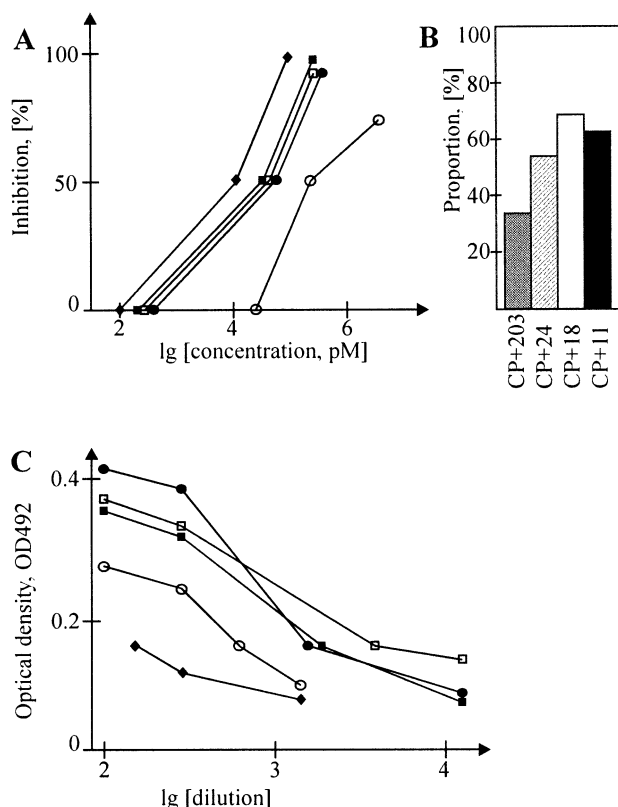 A
Inhibition, [%]
100
50
0
2
4
6
lg [concentration, pM]
B
Proportion, [%]
100
80
60
40
20
CP+203
CP+24
CP+18
CP+11
C
Optical density, OD492
0.4
0.2
0
2
3
4
lg [dilution]